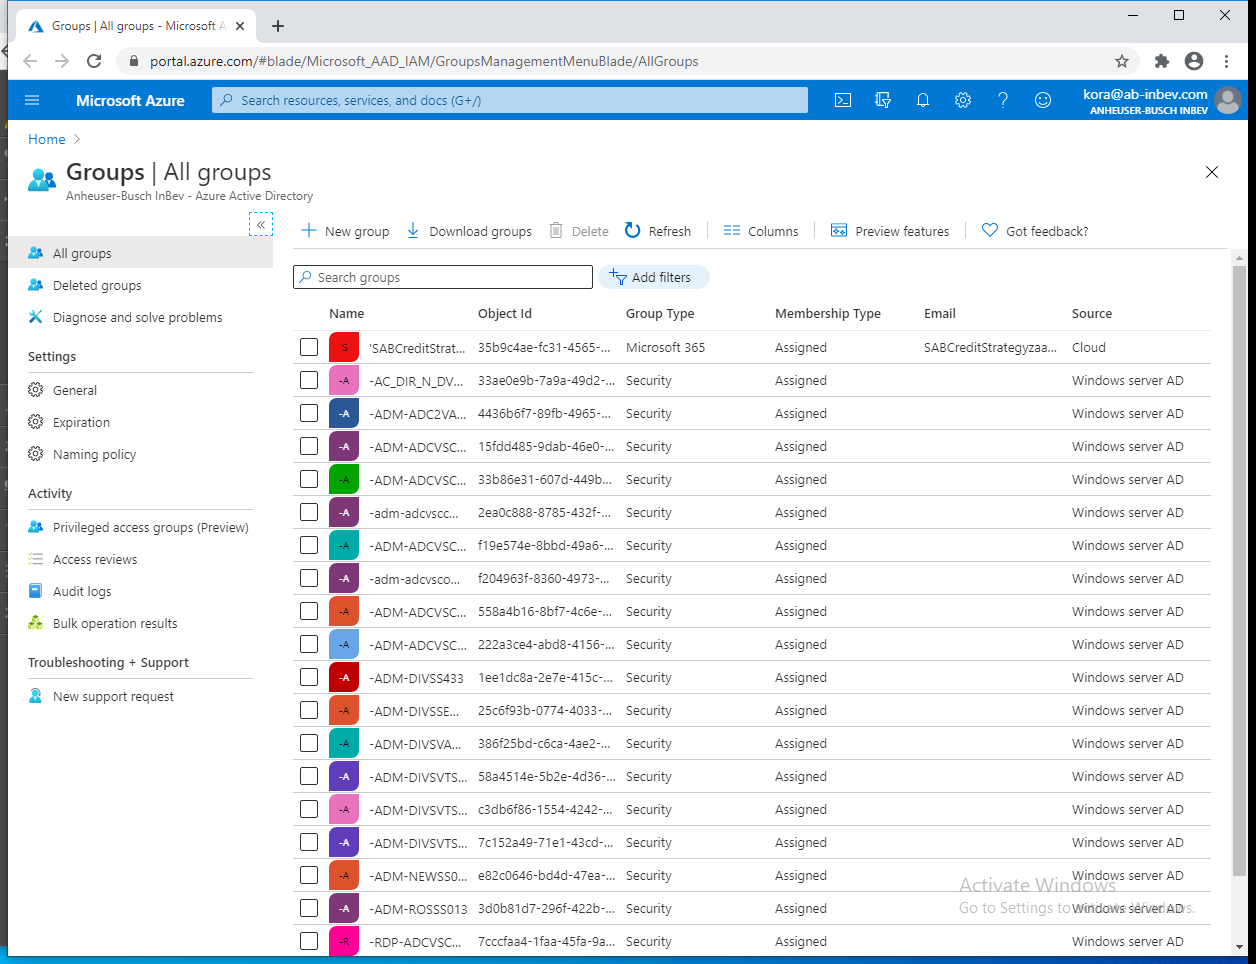 Groups | All groups - Microsoft A
portal.azure.com/#blade/Microsoft_AAD_IAM/GroupsManagementMenuBlade/AllGroups
Microsoft Azure
Search resources, services, and docs (G+/)
kora@ab-inbev.com
ANHEUSER-BUSCH INBEV
Home
Groups | All groups
Anheuser-Busch InBev - Azure Active Directory
All groups
Deleted groups
Diagnose and solve problems
Settings
General
Expiration
Naming policy
Activity
Privileged access groups (Preview)
Access reviews
Audit logs
Bulk operation results
Troubleshooting + Support
New support request
New group Download groups Delete Refresh Columns Preview features Got feedback?
Search groups Add filters
Name Object Id Group Type Membership Type Email Source
'S 'SABCreditStrat... 35b9c4ae-fc31-4565-... Microsoft 365 Assigned SABCreditStrategyzaa... Cloud
-A -AC_DIR_N_DV... 33ae0e9b-7a9a-49d2-... Security Assigned Windows server AD
-A -ADM-ADC2VA... 4436b6f7-89fb-4965-... Security Assigned Windows server AD
-A -ADM-ADCVSC... 15fdd485-9dab-46e0-... Security Assigned Windows server AD
-A -ADM-ADCVSC... 33b86e31-607d-449b... Security Assigned Windows server AD
-A -adm-adcvscc... 2ea0c888-8785-432f-... Security Assigned Windows server AD
-A -ADM-ADCVSC... f19e574e-8bbd-49a6-... Security Assigned Windows server AD
-A -adm-adcvsco... f204963f-8360-4973-... Security Assigned Windows server AD
-A -ADM-ADCVSC... 558a4b16-8bf7-4c6e-... Security Assigned Windows server AD
-A -ADM-ADCVSC... 222a3ce4-abd8-4156-... Security Assigned Windows server AD
-A -ADM-DIVSS433 1ee1dc8a-2e7e-415c-... Security Assigned Windows server AD
-A -ADM-DIVSSE... 25c6f93b-0774-4033-... Security Assigned Windows server AD
-A -ADM-DIVSVA... 386f25bd-c6ca-4ae2-... Security Assigned Windows server AD
-A -ADM-DIVSVTS... 58a4514e-5b2e-4d36-... Security Assigned Windows server AD
-A -ADM-DIVSVTS... c3db6f86-1554-4242-... Security Assigned Windows server AD
-A -ADM-DIVSVTS... 7c152a49-71e1-43cd-... Security Assigned Windows server AD
-A -ADM-NEWSS0... e82c0646-bd4d-47ea-... Security Assigned Windows server AD
-A -ADM-ROSSS013 3d0b81d7-296f-422b-... Security Assigned Windows server AD
-R -RDP-ADCVSC... 7cccfaa4-1faa-45fa-9a... Security Assigned Windows server AD
Activate Windows
Go to Settings to activate Windows.